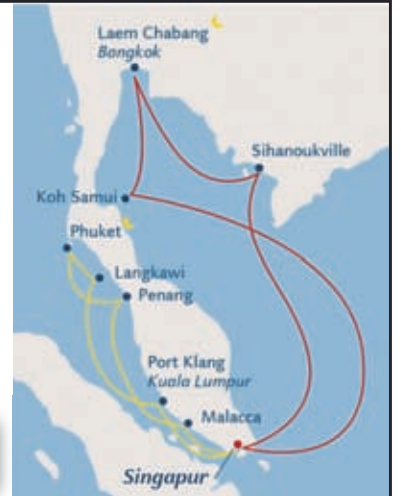 Laem Chabang
Bangkok
Sihanoukville
Koh Samui
Phuket
Langkawi
Penang
Port Klang
Kuala Lumpur
Malacca
Singapur